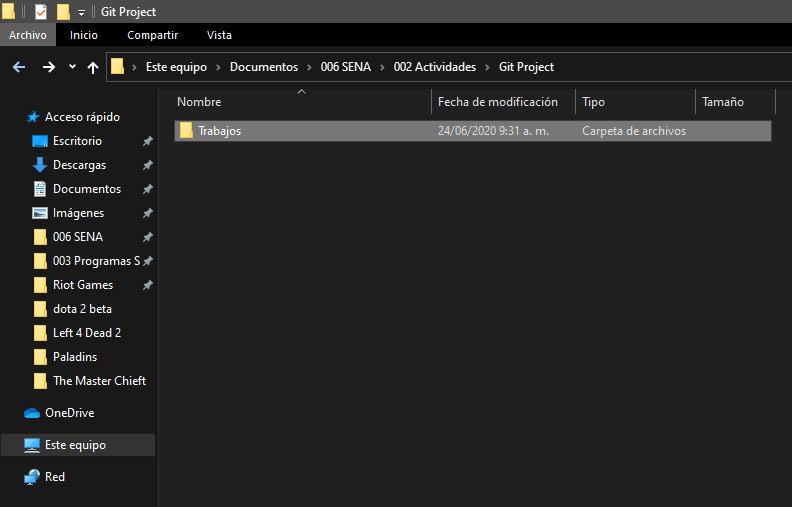 Git Project
Archivo Inicio Compartir Vista
Este equipo Documentos 006 SENA 002 Actividades Git Project
Nombre Fecha de modificación Tipo Tamaño
Trabajos 24/06/2020 9:31 a. m. Carpeta de archivos
Acceso rápido
Escritorio
Descargas
Documentos
Imágenes
006 SENA
003 Programas S
Riot Games
dota 2 beta
Left 4 Dead 2
Paladins
The Master Chieft
OneDrive
Este equipo
Red